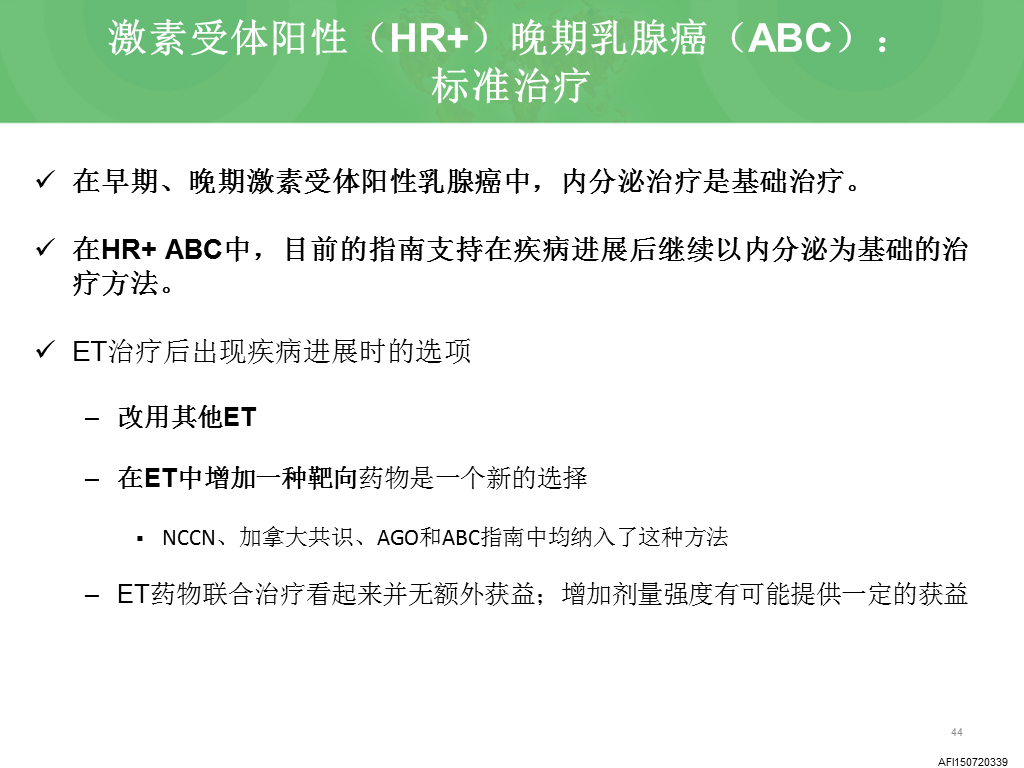 激素受体阳性（HR+）晚期乳腺癌（ABC）：
标准治疗
✓ 在早期、晚期激素受体阳性乳腺癌中，内分泌治疗是基础治疗。
✓ 在HR+ ABC中，目前的指南支持在疾病进展后继续以内分泌为基础的治
疗方法。
✓ ET治疗后出现疾病进展时的选项
– 改用其他ET
– 在ET中增加一种靶向药物是一个新的选择
▪ NCCN、加拿大共识、AGO和ABC指南中均纳入了这种方法
– ET药物联合治疗看起来并无额外获益；增加剂量强度有可能提供一定的获益
44
AFI150720339